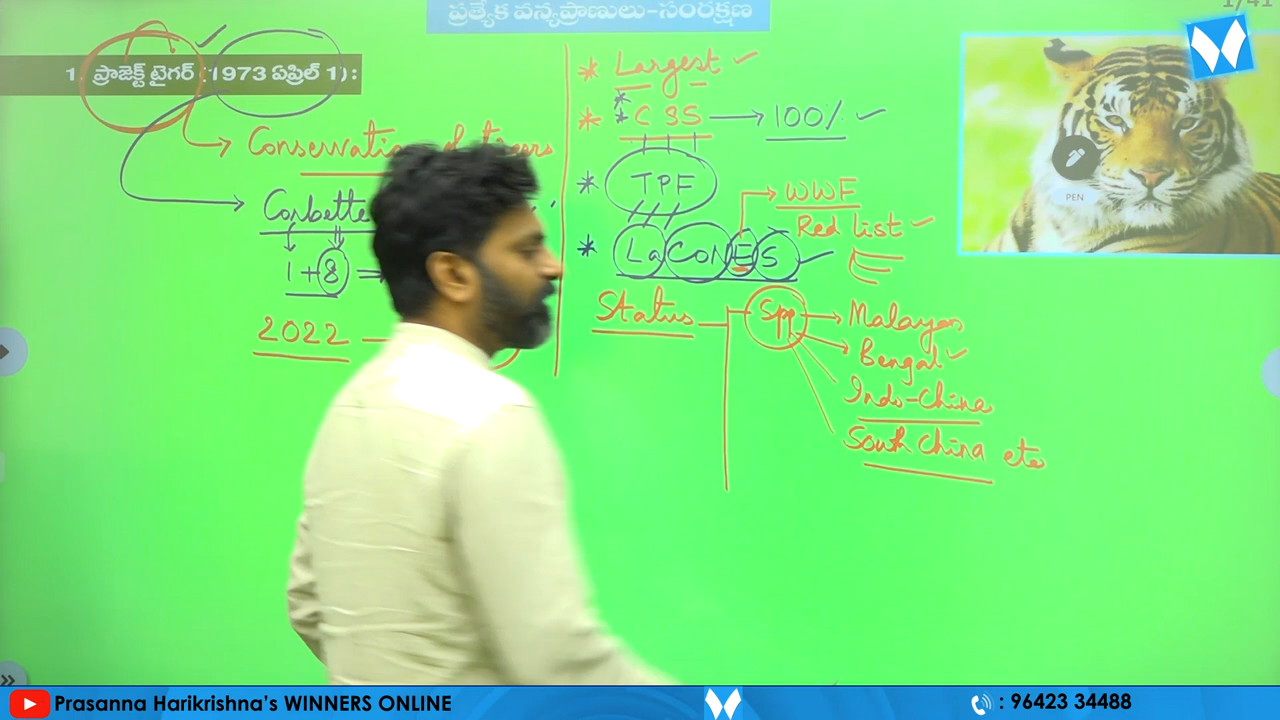 ప్రత్యేక వన్యప్రాణులు-సంరక్షణ
1/41
1. ప్రాజెక్ట్ టైగర్ (1973 ఏప్రిల్ 1) :
Conservation of tigers
Corbette
1 + 8
2022
* Largest
* CSS → 100%
* TPF
WWF
Red list
* LaCONES
Status
Spp
Malayan
Bengal
Indo-China
South China etc
PEN
Prasanna Harikrishna's WINNERS ONLINE
: 96423 34488